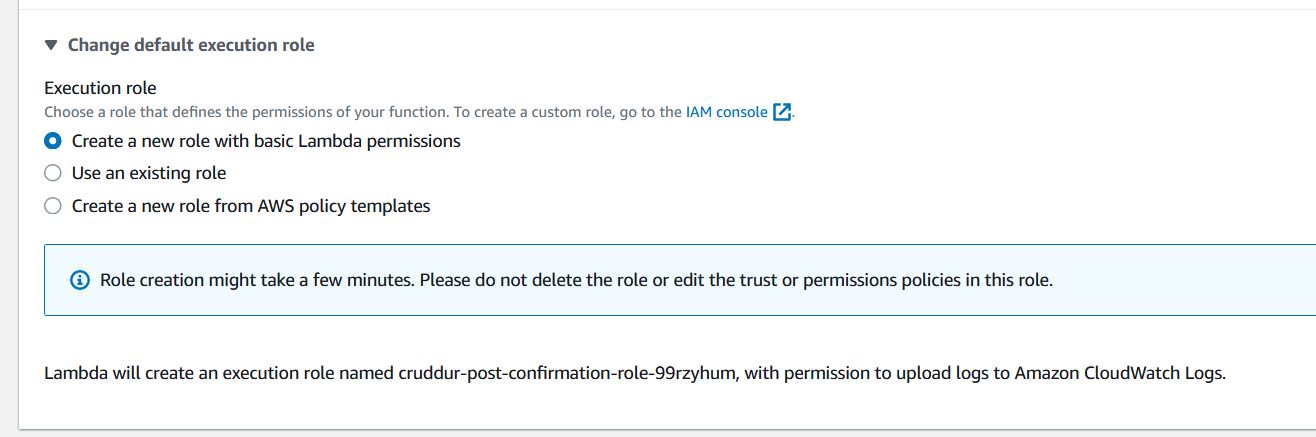 Change default execution role
Execution role
Choose a role that defines the permissions of your function. To create a custom role, go to the IAM console.
Create a new role with basic Lambda permissions
Use an existing role
Create a new role from AWS policy templates
Role creation might take a few minutes. Please do not delete the role or edit the trust or permissions policies in this role.
Lambda will create an execution role named cruddur-post-confirmation-role-99rzyhum, with permission to upload logs to Amazon CloudWatch Logs.